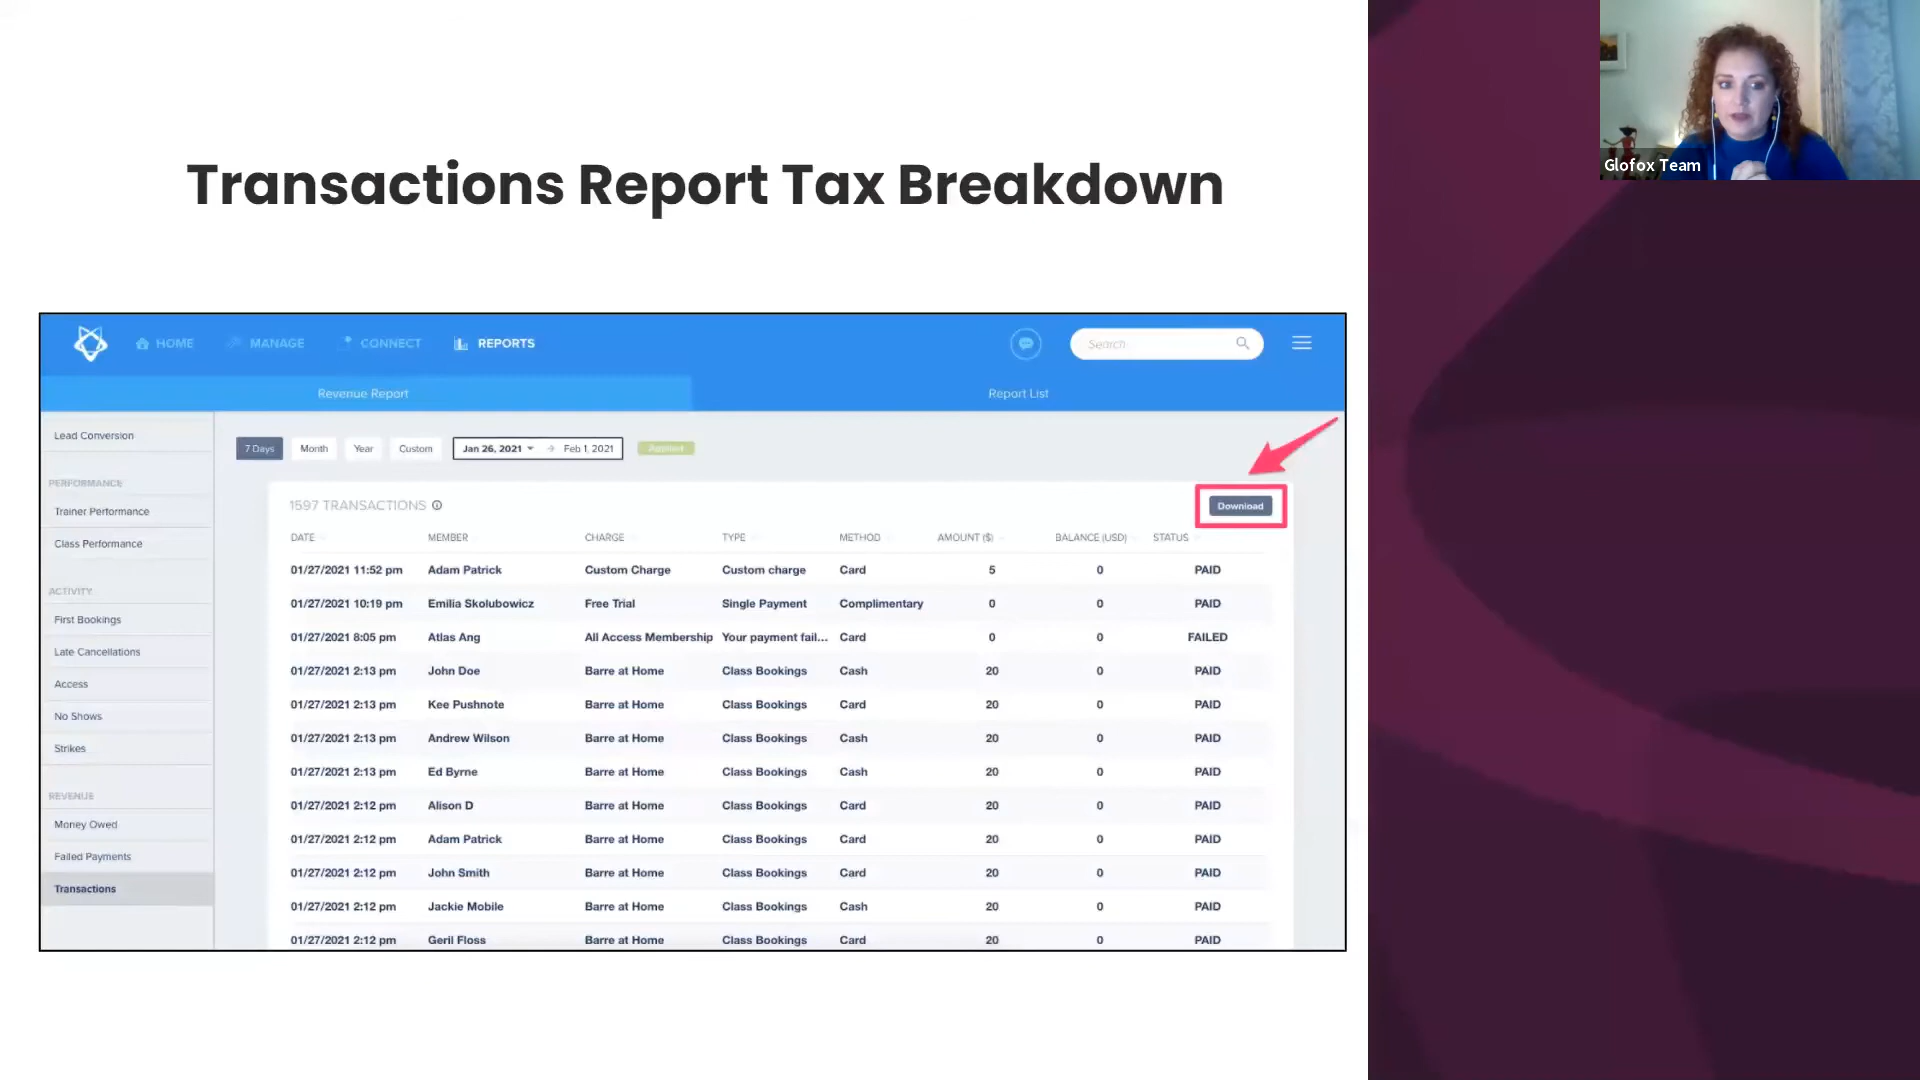 Glofox Team
Transactions Report Tax Breakdown
HOME MANAGE CONNECT REPORTS Search
Revenue Report Report List
Lead Conversion
PERFORMANCE
Trainer Performance
Class Performance
ACTIVITY
First Bookings
Late Cancellations
Access
No Shows
Strikes
REVENUE
Money Owed
Failed Payments
Transactions
7 Days Month Year Custom Jan 26, 2021 → Feb 1, 2021 Applied
1597 TRANSACTIONS Download
DATE MEMBER CHARGE TYPE METHOD AMOUNT ($) BALANCE (USD) STATUS
01/27/2021 11:52 pm Adam Patrick Custom Charge Custom charge Card 5 0 PAID
01/27/2021 10:19 pm Emilia Skolubowicz Free Trial Single Payment Complimentary 0 0 PAID
01/27/2021 8:05 pm Atlas Ang All Access Membership Your payment fail... Card 0 0 FAILED
01/27/2021 2:13 pm John Doe Barre at Home Class Bookings Cash 20 0 PAID
01/27/2021 2:13 pm Kee Pushnote Barre at Home Class Bookings Card 20 0 PAID
01/27/2021 2:13 pm Andrew Wilson Barre at Home Class Bookings Cash 20 0 PAID
01/27/2021 2:13 pm Ed Byrne Barre at Home Class Bookings Cash 20 0 PAID
01/27/2021 2:12 pm Alison D Barre at Home Class Bookings Card 20 0 PAID
01/27/2021 2:12 pm Adam Patrick Barre at Home Class Bookings Card 20 0 PAID
01/27/2021 2:12 pm John Smith Barre at Home Class Bookings Card 20 0 PAID
01/27/2021 2:12 pm Jackie Mobile Barre at Home Class Bookings Cash 20 0 PAID
01/27/2021 2:12 pm Geril Floss Barre at Home Class Bookings Card 20 0 PAID